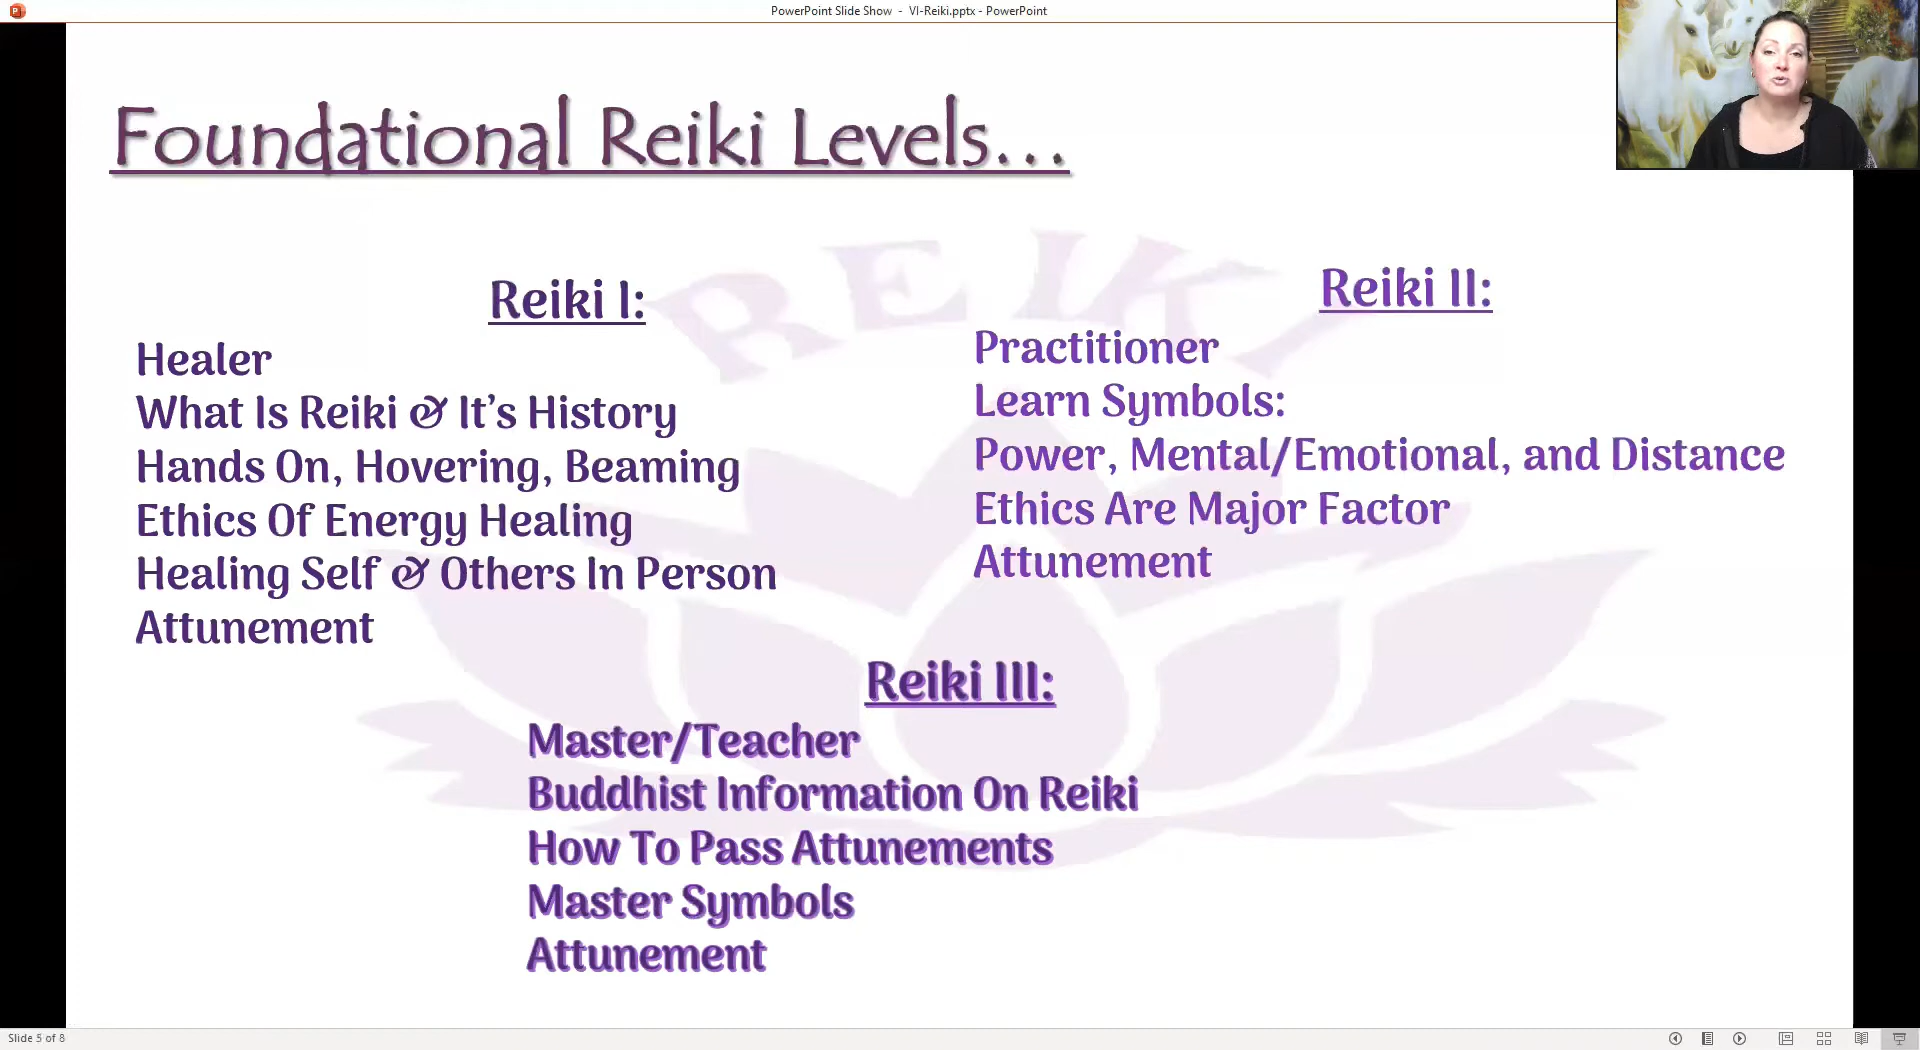 PowerPoint Slide Show - VI-Reiki.pptx - PowerPoint
Foundational Reiki Levels...
REIKI
Reiki I:
Healer
What Is Reiki & It's History
Hands On, Hovering, Beaming
Ethics Of Energy Healing
Healing Self & Others In Person
Attunement
Reiki II:
Practitioner
Learn Symbols:
Power, Mental/Emotional, and Distance
Ethics Are Major Factor
Attunement
Reiki III:
Master/Teacher
Buddhist Information On Reiki
How To Pass Attunements
Master Symbols
Attunement
Slide 5 of 8